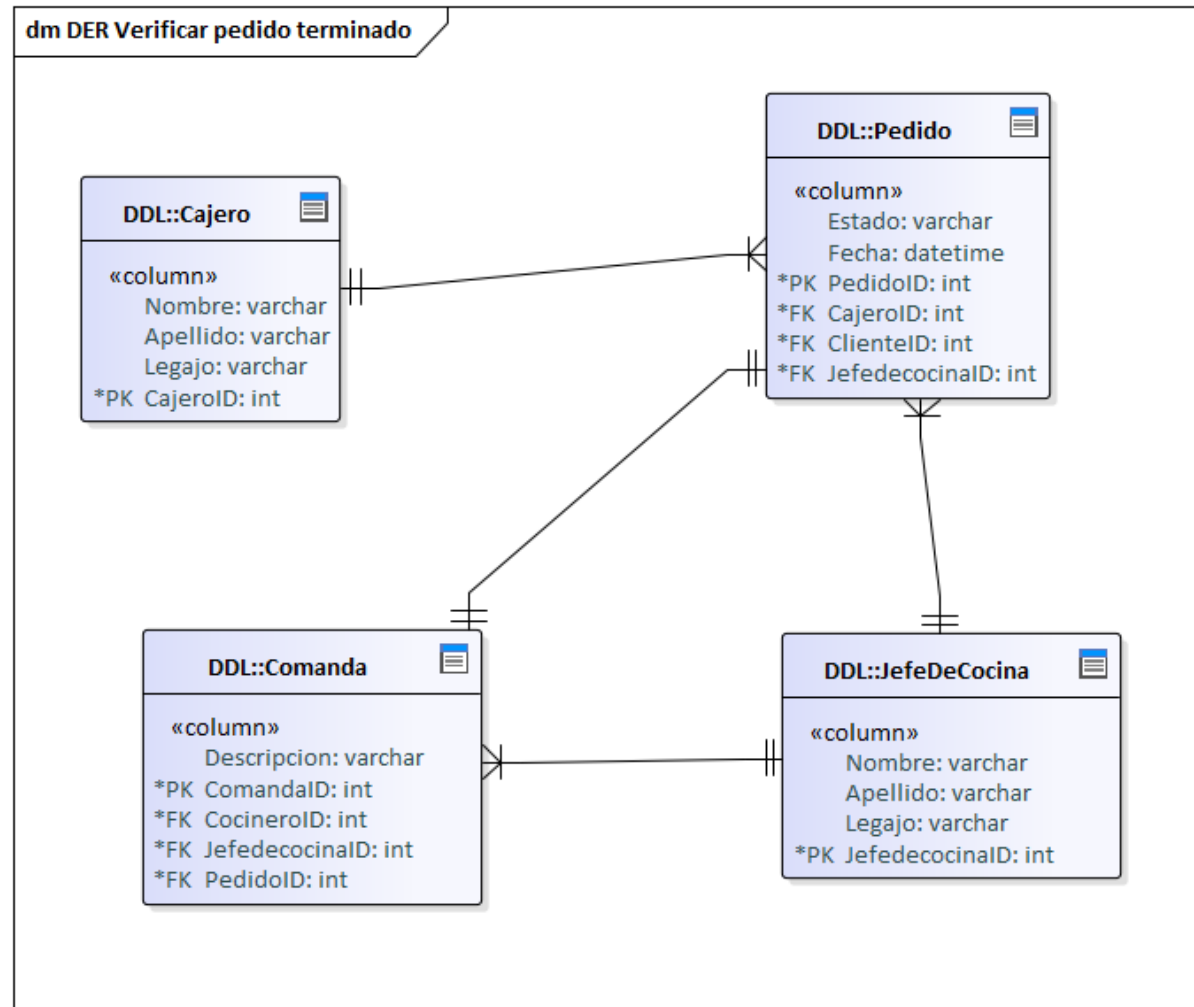 dm DER Verificar pedido terminado
DDL::Cajero
«column»
Nombre: varchar
Apellido: varchar
Legajo: varchar
*PK CajeroID: int
DDL::Pedido
«column»
Estado: varchar
Fecha: datetime
*PK PedidoID: int
*FK CajeroID: int
*FK ClienteID: int
*FK JefedecocinaID: int
DDL::Comanda
«column»
Descripcion: varchar
*PK ComandaID: int
*FK CocineroID: int
*FK JefedecocinaID: int
*FK PedidoID: int
DDL::JefeDeCocina
«column»
Nombre: varchar
Apellido: varchar
Legajo: varchar
*PK JefedecocinaID: int